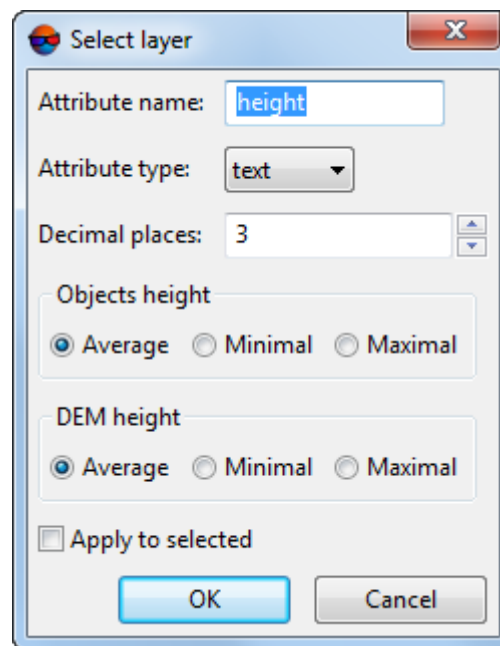 Select layer
Attribute name: height
Attribute type: text
Decimal places: 3
Objects height
Average Minimal Maximal
DEM height
Average Minimal Maximal
Apply to selected
OK Cancel